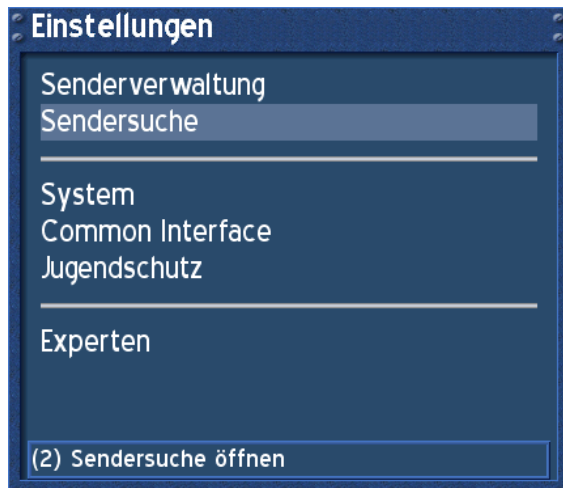 Einstellungen
Senderverwaltung
Sendersuche
System
Common Interface
Jugendschutz
Experten
(2) Sendersuche öffnen